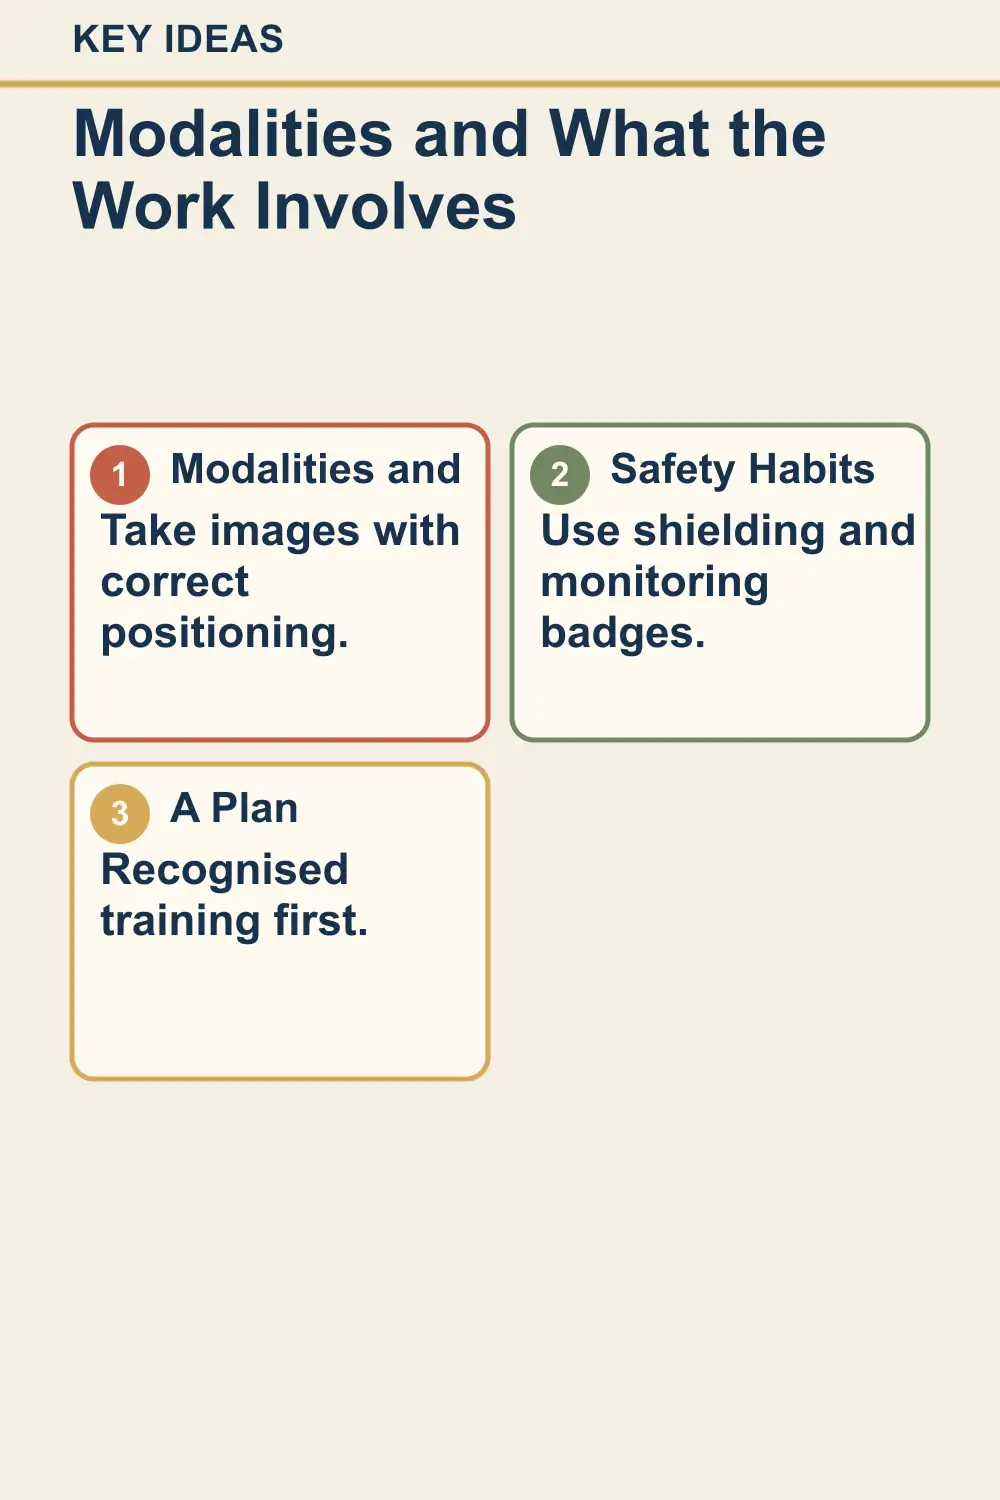 KEY IDEAS
Modalities and What the
Work Involves
1 Modalities and
Take images with
correct
positioning.
2 Safety Habits
Use shielding and
monitoring
badges.
3 A Plan
Recognised
training first.